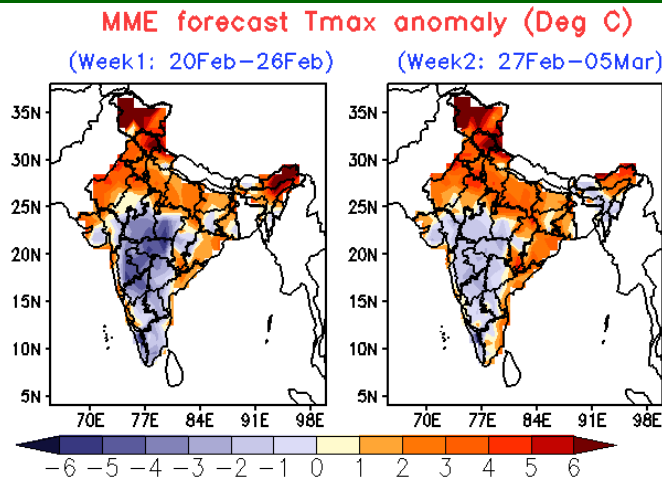 MME forecast Tmax anomaly (Deg C)
(Week1: 20Feb-26Feb)
(Week2: 27Feb-05Mar)
35N
30N
25N
20N
15N
10N
5N
70E 77E 84E 91E 98E
35N
30N
25N
20N
15N
10N
5N
70E 77E 84E 91E 98E
-6 -5 -4 -3 -2 -1 0 1 2 3 4 5 6